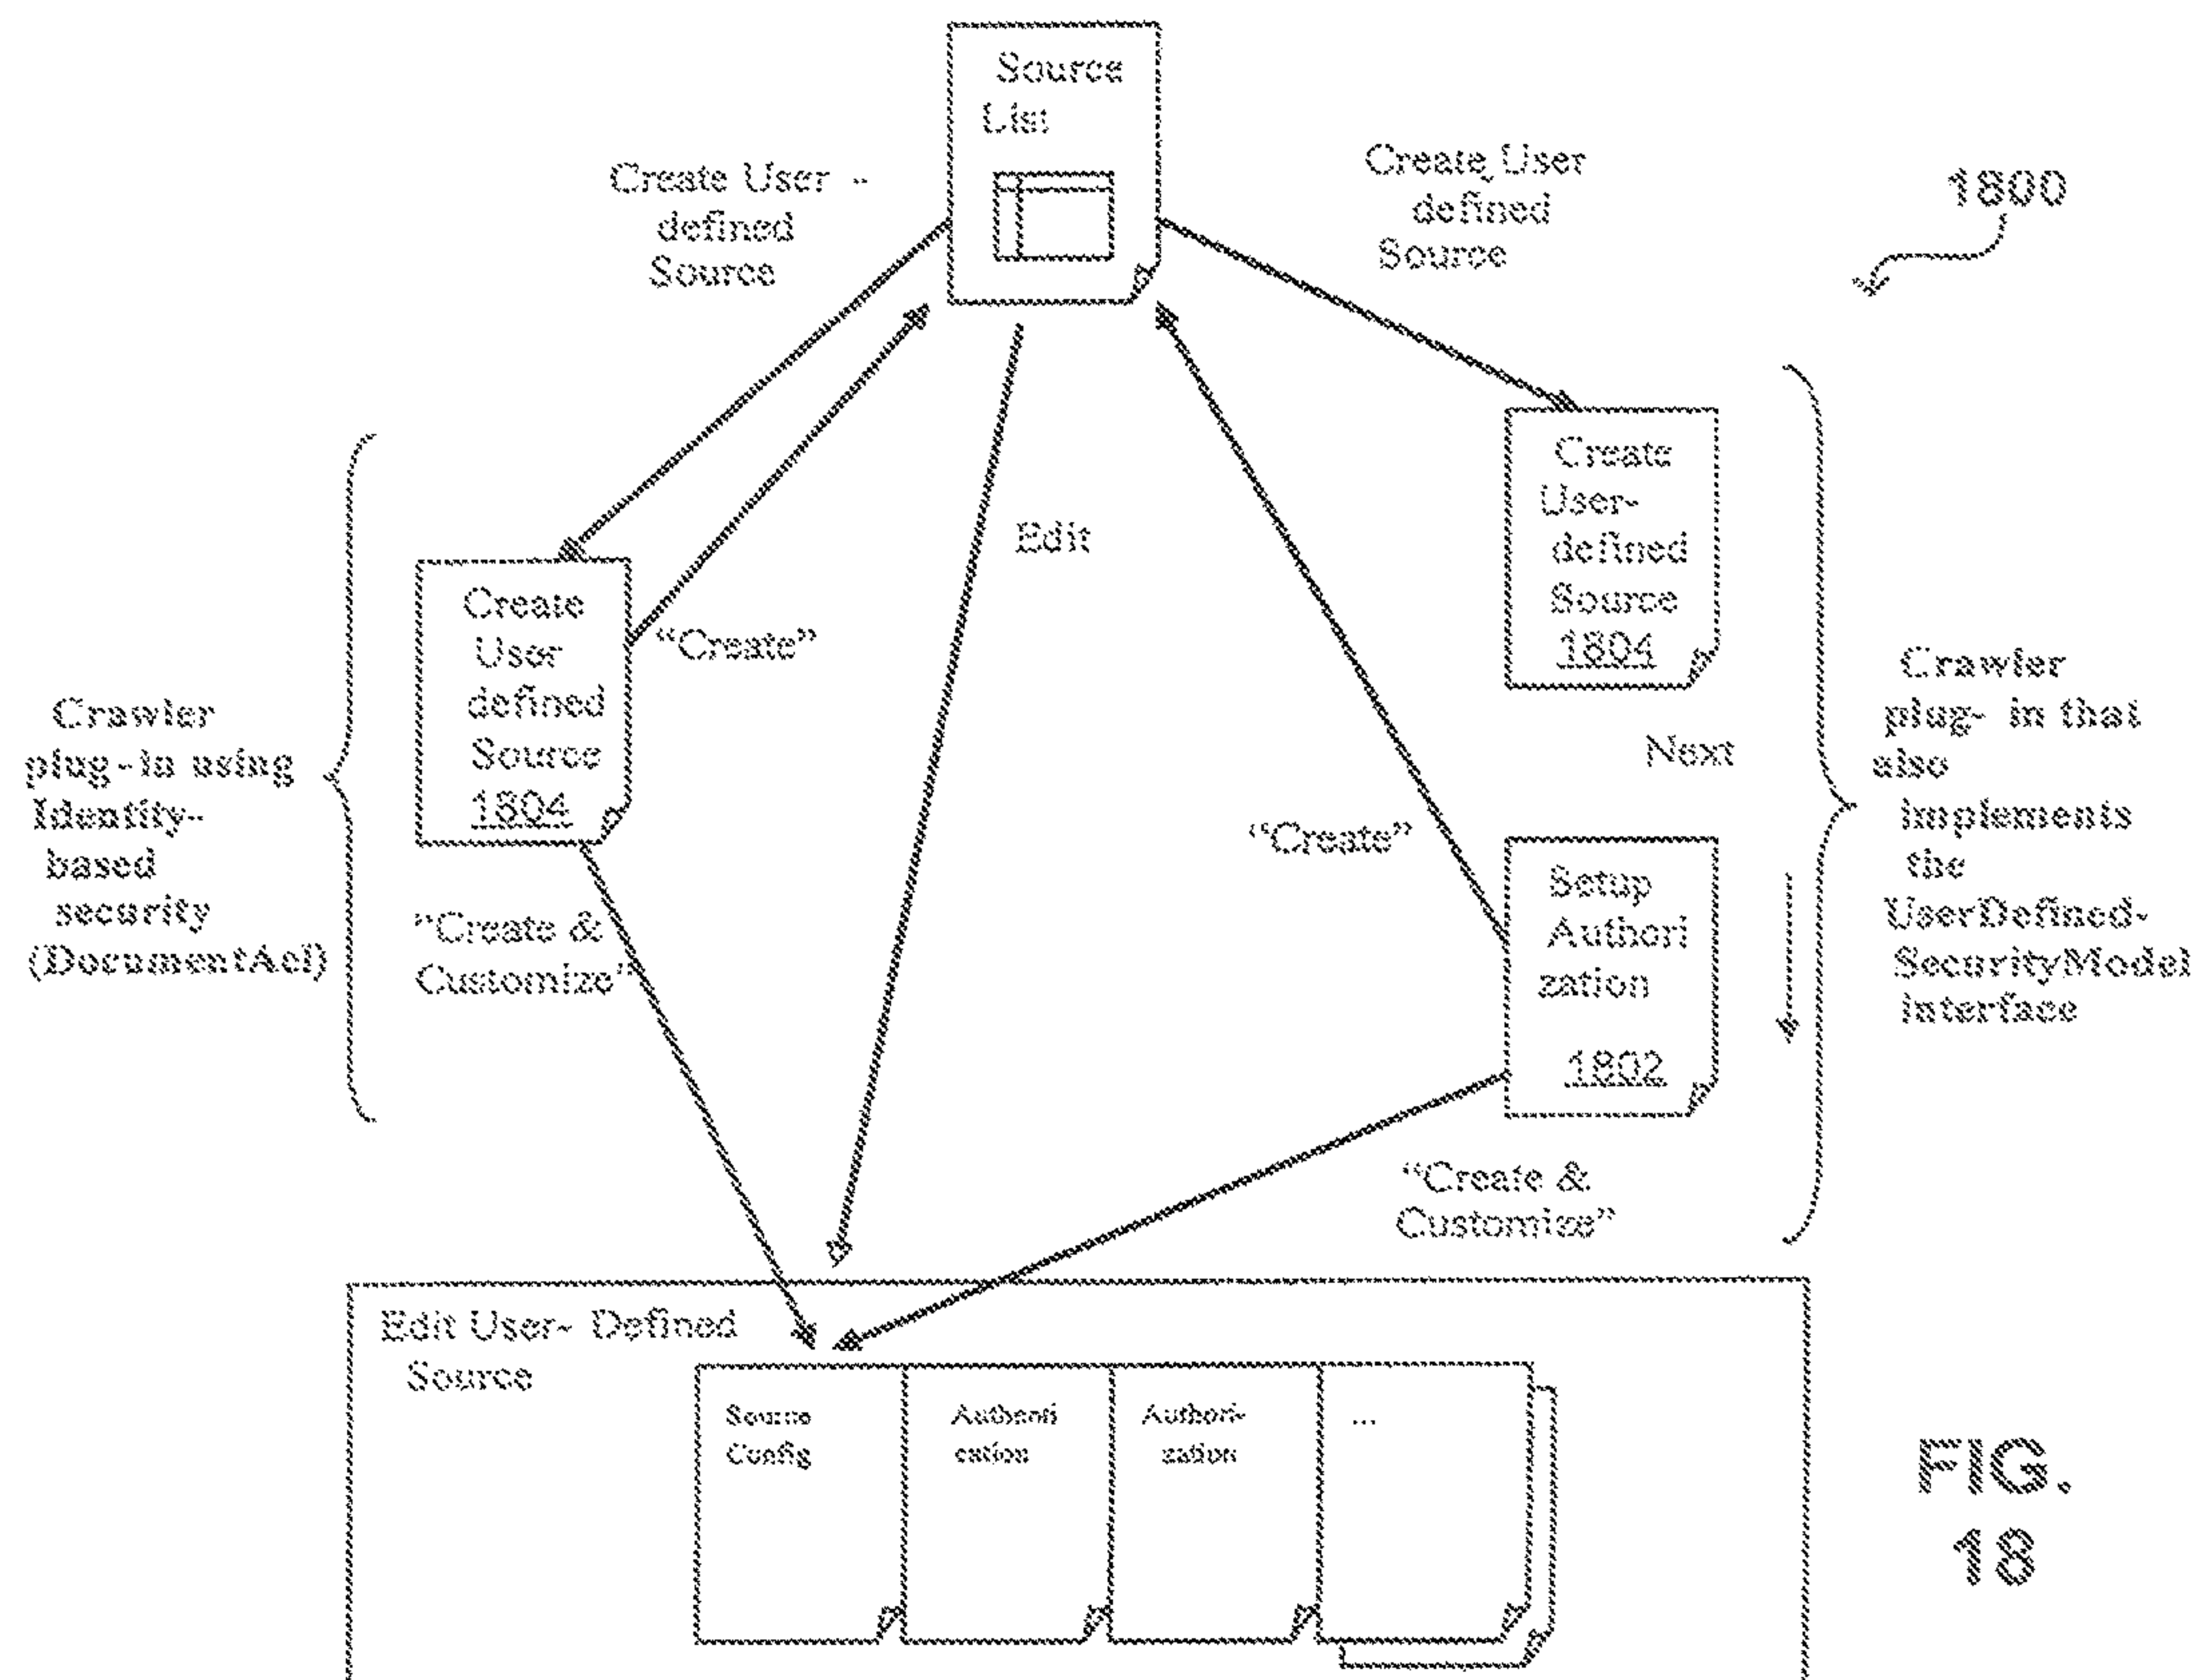 Source
List
Create User -
defined
Source
Create User
defined
Source
1800
Create
User-
defined
Source
1804
Edit
Create
User
defined
Source
1804
"Create"
Crawler
plug-in using
Identity-
based
security
(DocumentAcl)
Next
Crawler
plug- in that
also
implements
the
UserDefined-
SecurityModel
interface
"Create"
Setup
Authori
zation
1802
"Create &
Customize"
"Create &
Customize"
Edit User- Defined
Source
Source
Config
Authenti
cation
Authori-
zation
...
FIG.
18